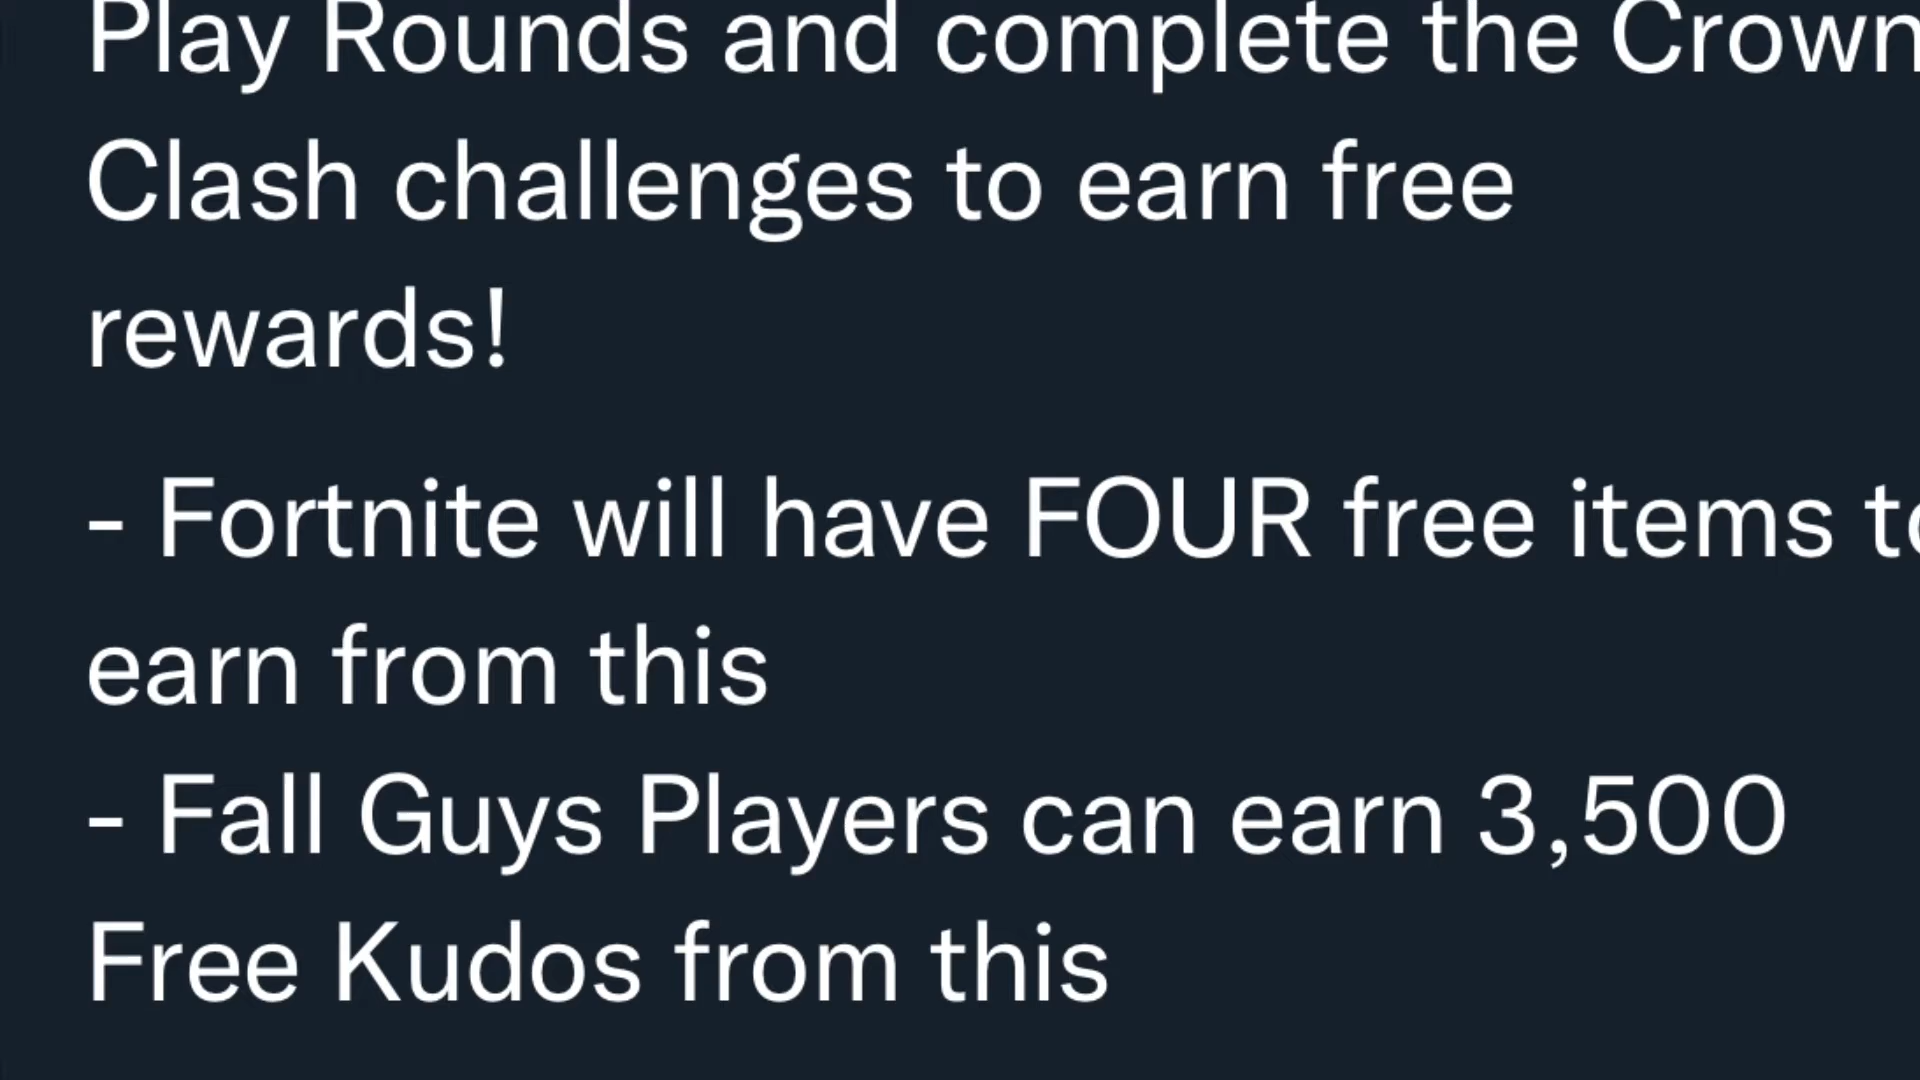 Play Rounds and complete the Crown
Clash challenges to earn free
rewards!
- Fortnite will have FOUR free items to
earn from this
- Fall Guys Players can earn 3,500
Free Kudos from this